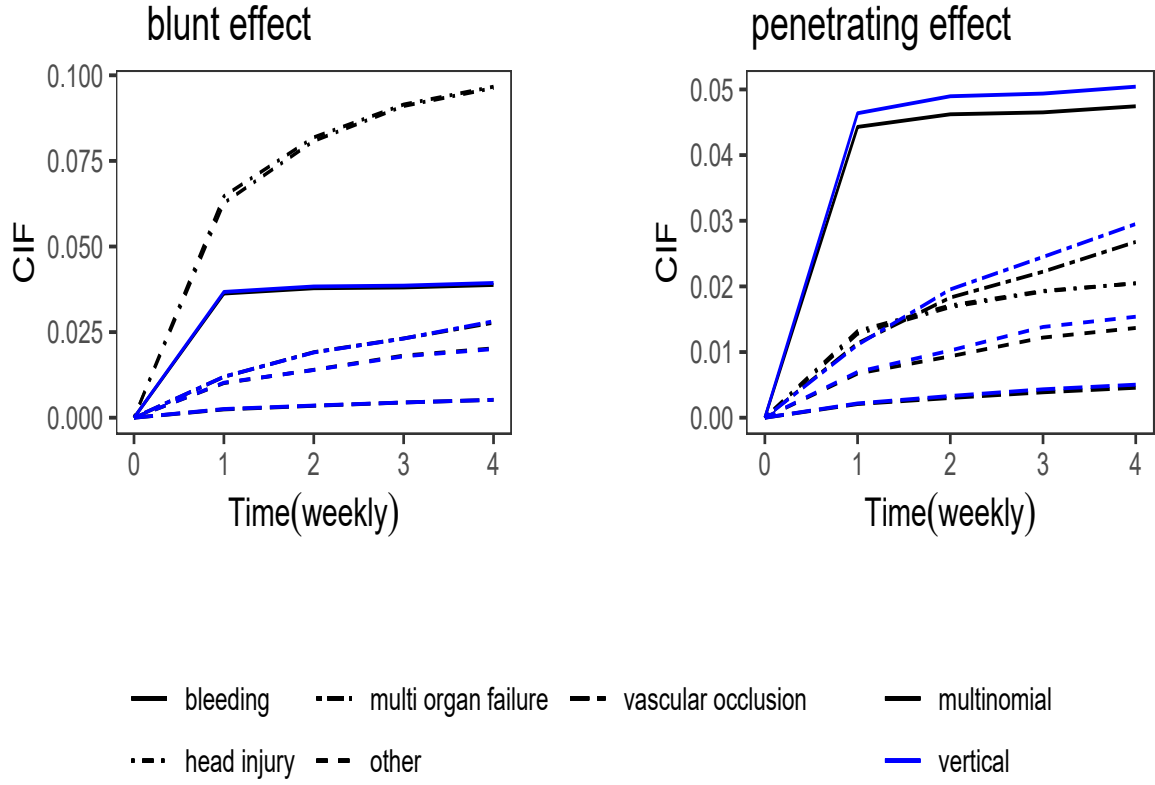 blunt effect
penetrating effect
CIF
0.100
0.075
0.050
0.025
0.000
0 1 2 3 4
Time(weekly)
CIF
0.05
0.04
0.03
0.02
0.01
0.00
0 1 2 3 4
Time(weekly)
bleeding multi organ failure vascular occlusion multinomial
head injury other vertical